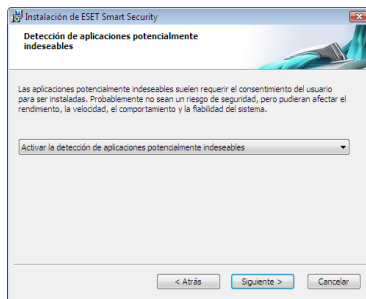 Instalación de ESET Smart Security
Detección de aplicaciones potencialmente
indeseables
Las aplicaciones potencialmente indeseables suelen requerir el consentimiento del usuario
para ser instaladas. Probablemente no sean un riesgo de seguridad, pero pudieran afectar el
rendimiento, la velocidad, el comportamiento y la fiabilidad del sistema.
Activar la detección de aplicaciones potencialmente indeseables
< Atrás Siguiente > Cancelar